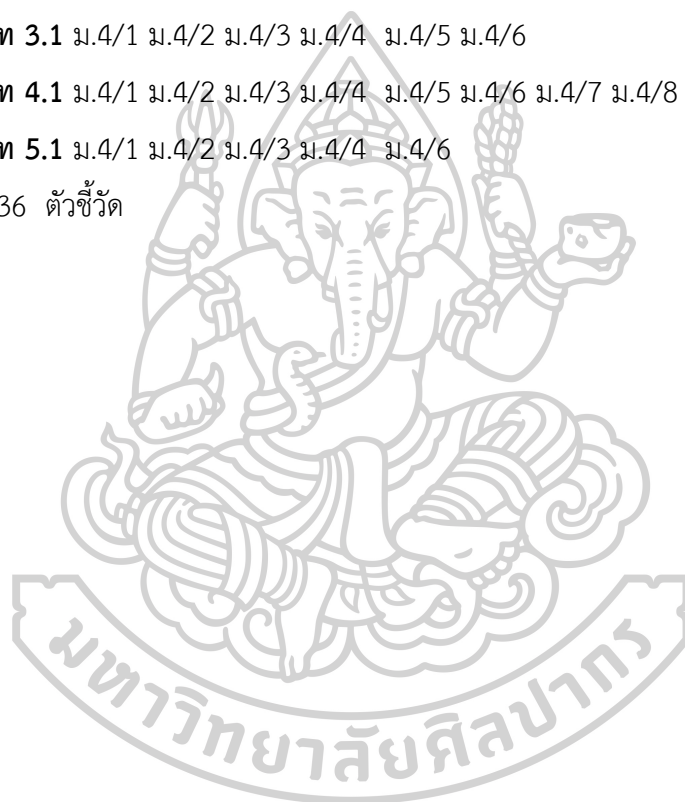 ท 3.1 ม.4/1 ม.4/2 ม.4/3 ม.4/4 ม.4/5 ม.4/6
ท 4.1 ม.4/1 ม.4/2 ม.4/3 ม.4/4 ม.4/5 ม.4/6 ม.4/7 ม.4/8
ท 5.1 ม.4/1 ม.4/2 ม.4/3 ม.4/4 ม.4/6
36 ตัวชี้วัด
มหาวิทยาลัยศิลปากร